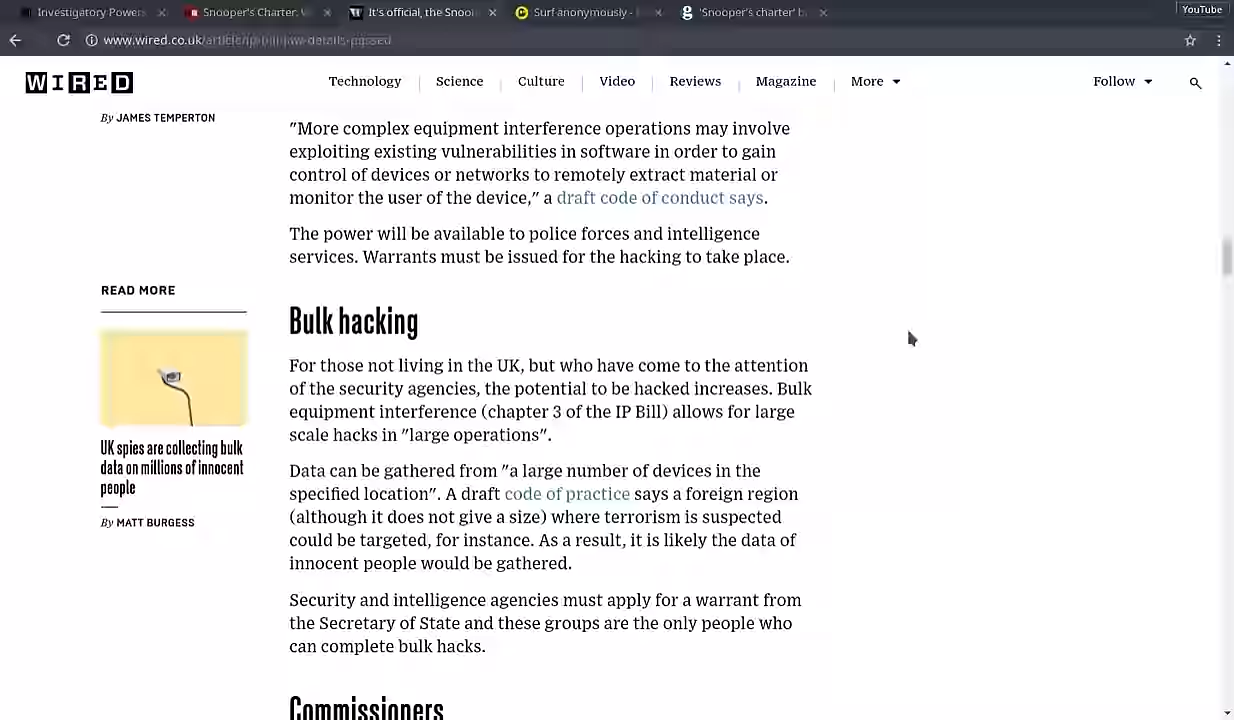 Investigatory Powers
Snooper's Charter:
It's official, the Snoo
Surf anonymously -
'Snooper's charter' b
YouTube
www.wired.co.uk/article/ip-bill-law-details-passed
WIRED
Technology
Science
Culture
Video
Reviews
Magazine
More
Follow
By JAMES TEMPERTON
"More complex equipment interference operations may involve
exploiting existing vulnerabilities in software in order to gain
control of devices or networks to remotely extract material or
monitor the user of the device," a draft code of conduct says.
The power will be available to police forces and intelligence
services. Warrants must be issued for the hacking to take place.
READ MORE
UK spies are collecting bulk
data on millions of innocent
people
By MATT BURGESS
Bulk hacking
For those not living in the UK, but who have come to the attention
of the security agencies, the potential to be hacked increases. Bulk
equipment interference (chapter 3 of the IP Bill) allows for large
scale hacks in "large operations".
Data can be gathered from "a large number of devices in the
specified location". A draft code of practice says a foreign region
(although it does not give a size) where terrorism is suspected
could be targeted, for instance. As a result, it is likely the data of
innocent people would be gathered.
Security and intelligence agencies must apply for a warrant from
the Secretary of State and these groups are the only people who
can complete bulk hacks.
Commissioners